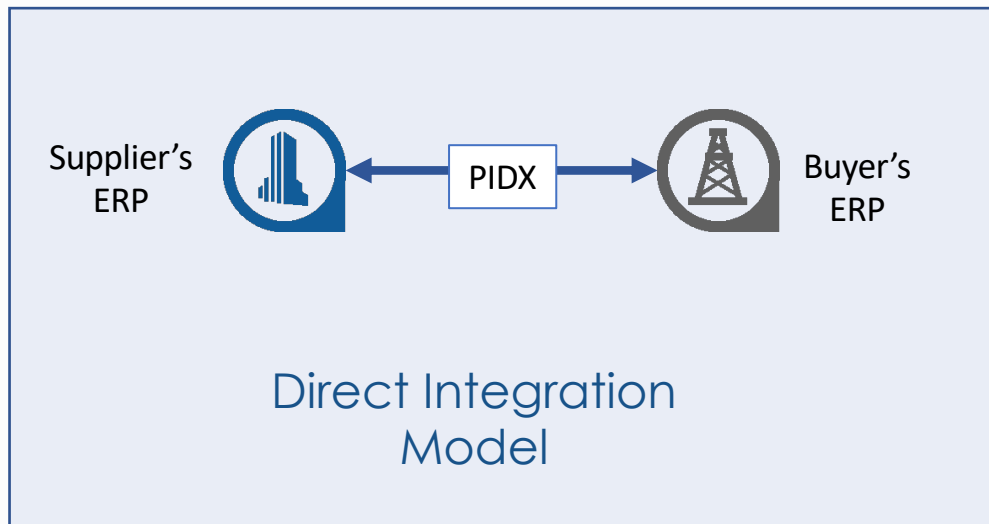 Supplier's
ERP
PIDX
Buyer's
ERP
Direct Integration
Model